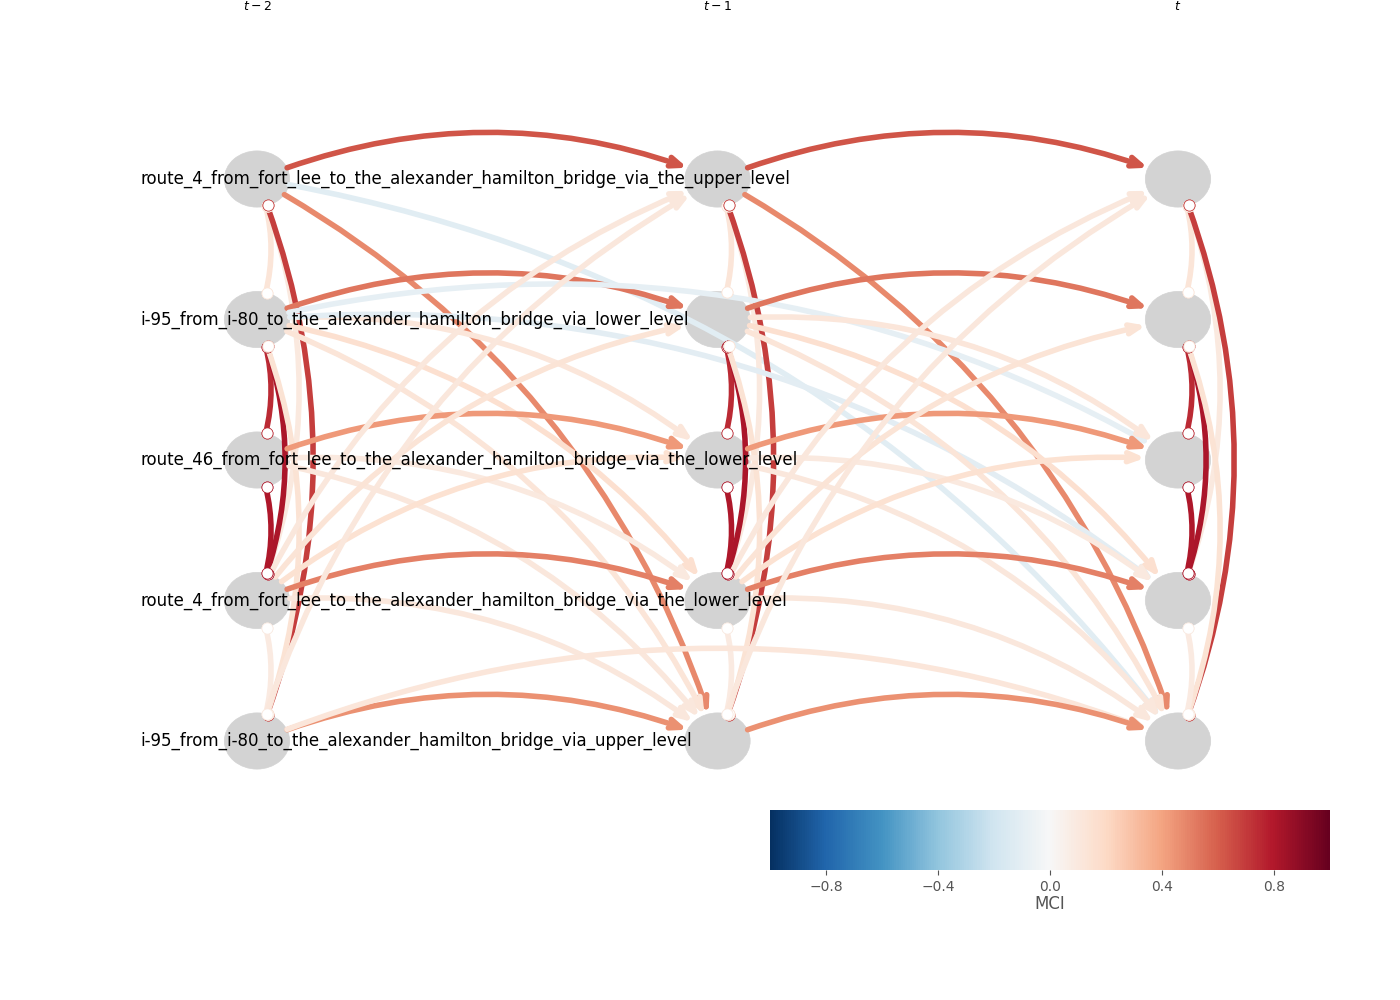 t − 2 t − 1 t
route_4_from_fort_lee_to_the_alexander_hamilton_bridge_via_the_upper_level
i-95_from_i-80_to_the_alexander_hamilton_bridge_via_lower_level
route_46_from_fort_lee_to_the_alexander_hamilton_bridge_via_the_lower_level
route_4_from_fort_lee_to_the_alexander_hamilton_bridge_via_the_lower_level
i-95_from_i-80_to_the_alexander_hamilton_bridge_via_upper_level
−0.8 −0.4 0.0 0.4 0.8
MCI